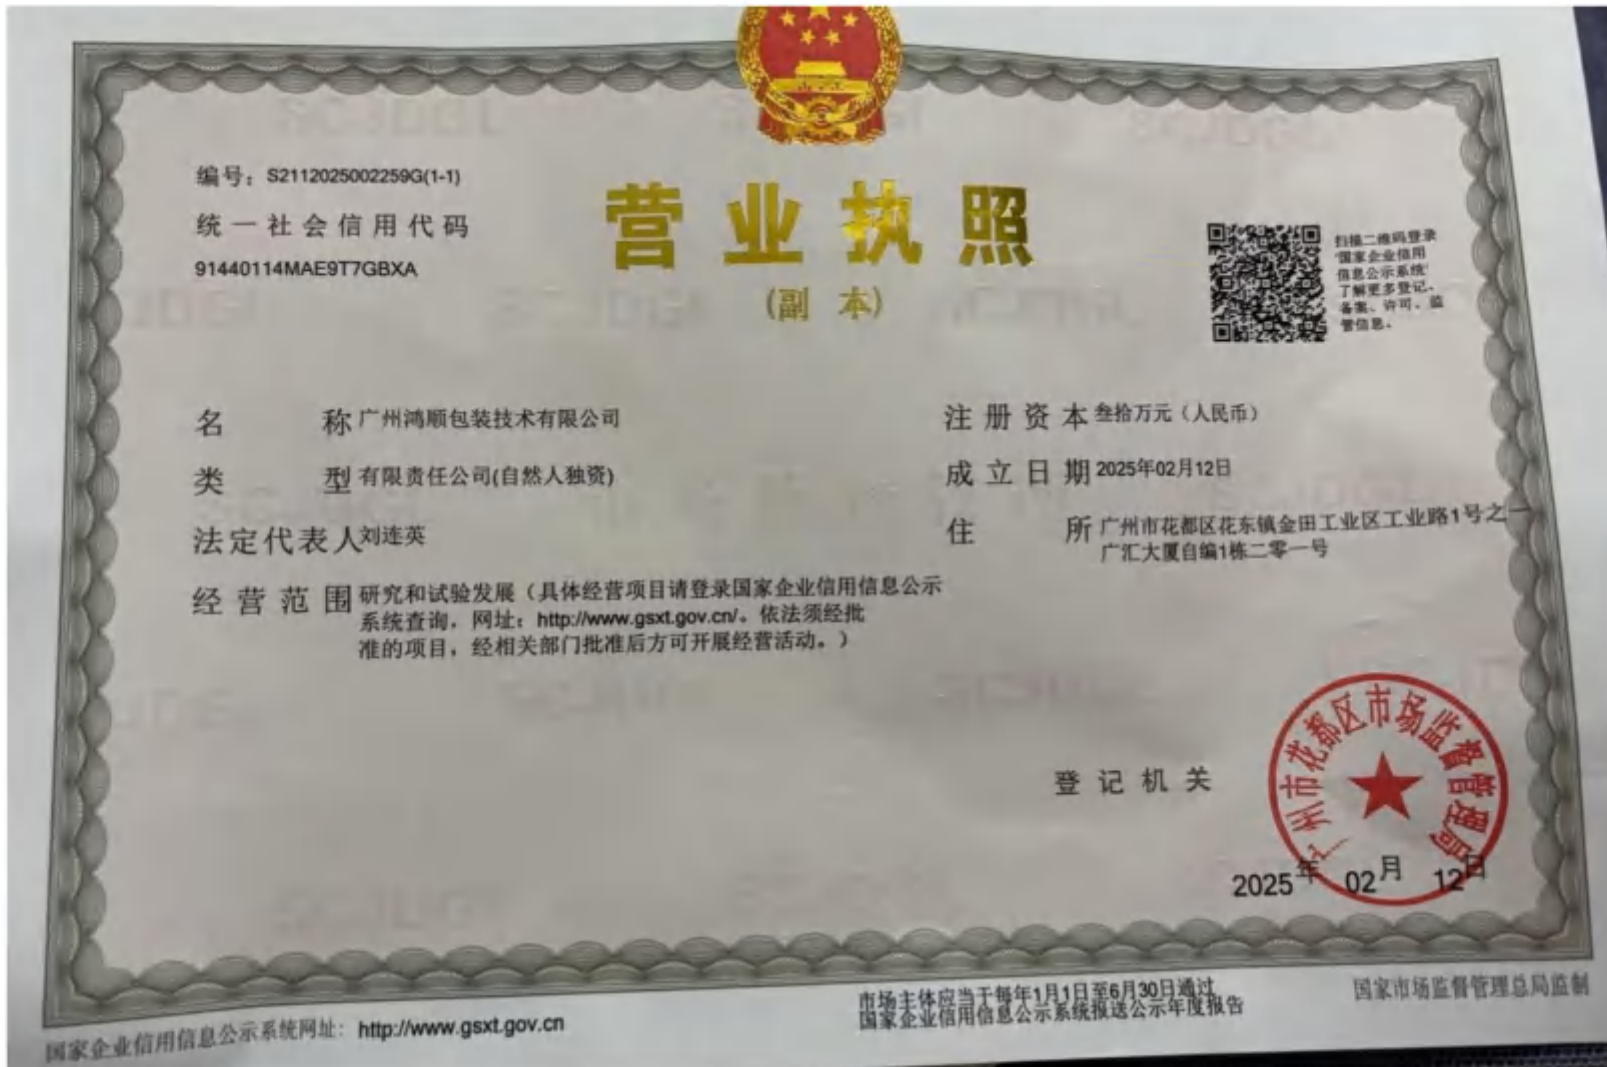 编号：S2112025002259G(1-1)
统一社会信用代码
91440114MAE9T7GBXA
营业执照
(副 本)
扫描二维码登录
'国家企业信用
信息公示系统'
了解更多登记、
备案、许可、监
管信息。
名 称 广州鸿顺包装技术有限公司
类 型 有限责任公司(自然人独资)
法定代表人 刘连英
经营范围 研究和试验发展（具体经营项目请登录国家企业信用信息公示
系统查询，网址：http://www.gsxt.gov.cn/。依法须经批
准的项目，经相关部门批准后方可开展经营活动。）
注册资本 叁拾万元（人民币）
成立日期 2025年02月12日
住 所 广州市花都区花东镇金田工业区工业路1号之一
广汇大厦自编1栋二零一号
登记机关
广州市花都区市场监督管理局
2025年 02月 12日
国家企业信用信息公示系统网址：http://www.gsxt.gov.cn
市场主体应当于每年1月1日至6月30日通过
国家企业信用信息公示系统报送公示年度报告
国家市场监督管理总局监制